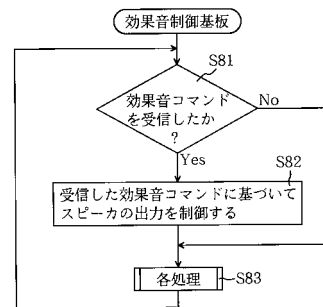 効果音制御基板
S81
効果音コマンド
を受信したか
?
No
Yes
S82
受信した効果音コマンドに基づいて
スピーカの出力を制御する
各処理
S83